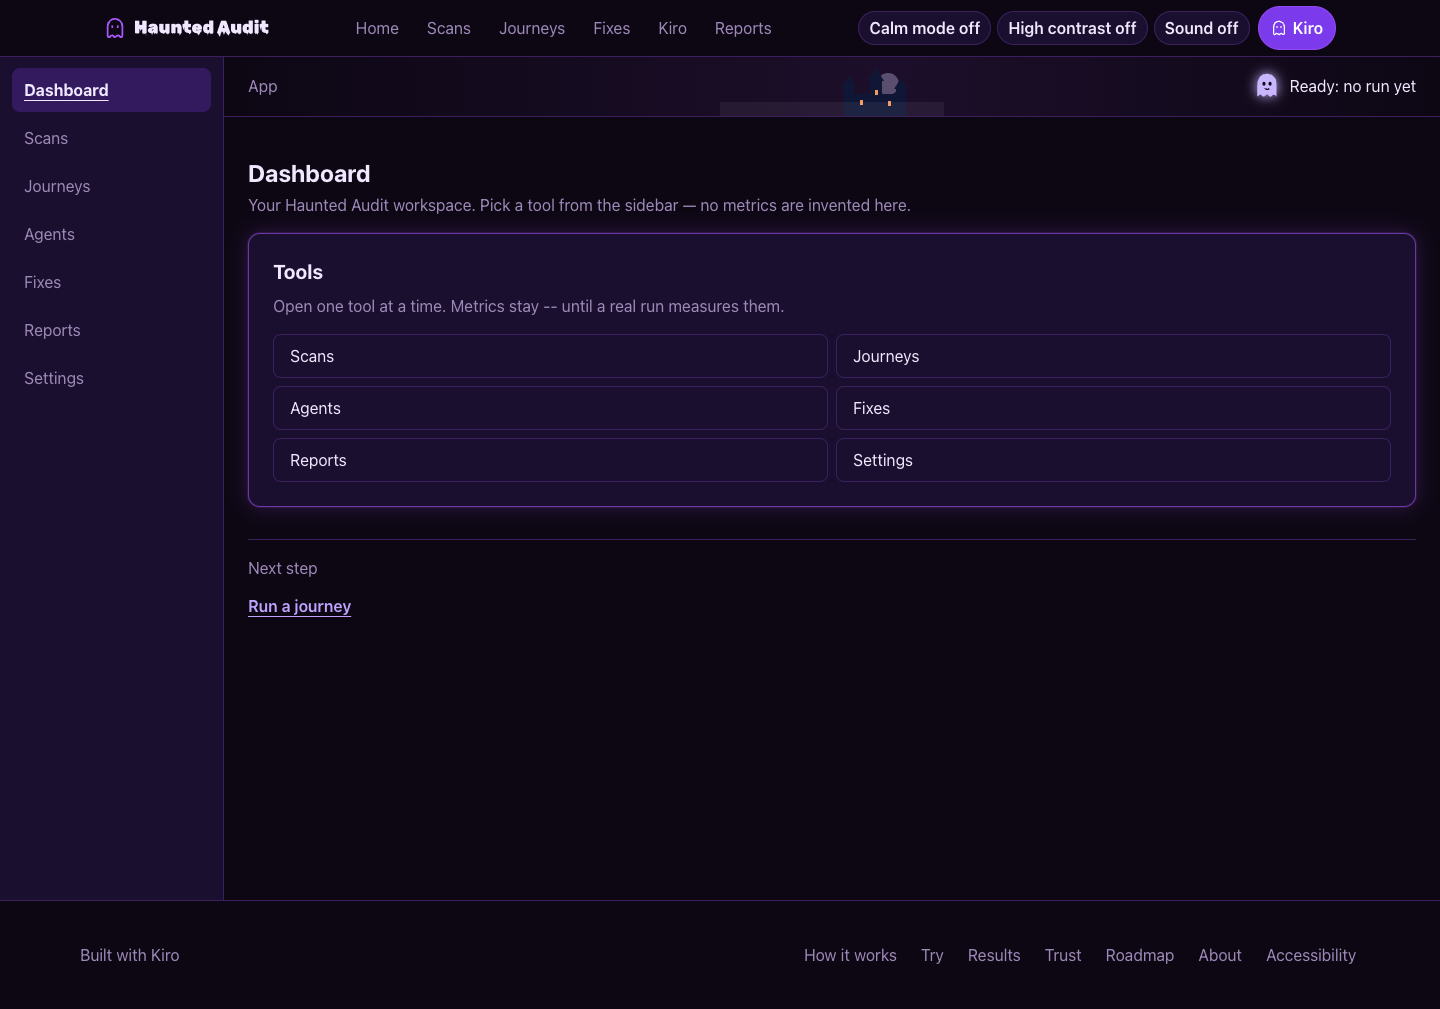 Haunted Audit
Home Scans Journeys Fixes Kiro Reports
Calm mode off High contrast off Sound off Kiro
Dashboard
Scans
Journeys
Agents
Fixes
Reports
Settings
App
Ready: no run yet
Dashboard
Your Haunted Audit workspace. Pick a tool from the sidebar — no metrics are invented here.
Tools
Open one tool at a time. Metrics stay -- until a real run measures them.
Scans Journeys
Agents Fixes
Reports Settings
Next step
Run a journey
Built with Kiro
How it works Try Results Trust Roadmap About Accessibility